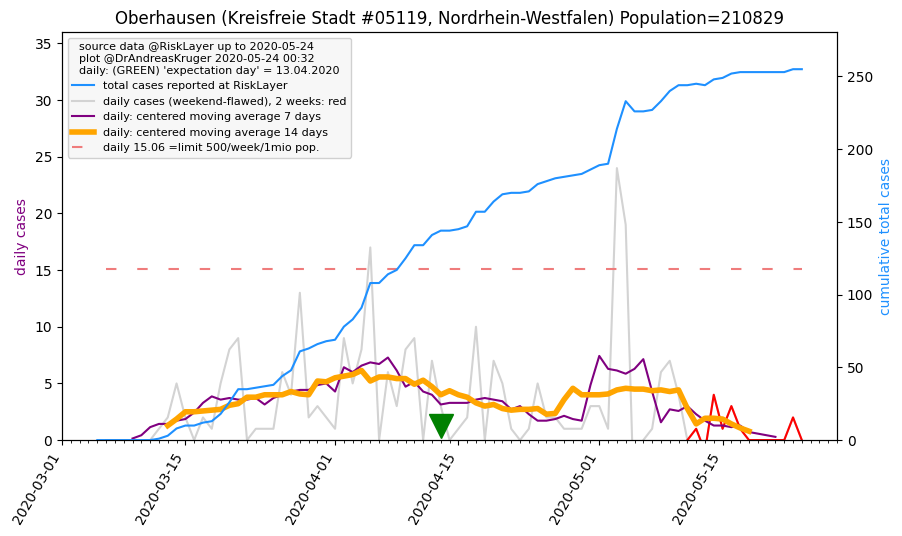 Oberhausen (Kreisfreie Stadt #05119, Nordrhein-Westfalen) Population=210829
source data @RiskLayer up to 2020-05-24
plot @DrAndreasKruger 2020-05-24 00:32
daily: (GREEN) 'expectation day' = 13.04.2020
total cases reported at RiskLayer
daily cases (weekend-flawed), 2 weeks: red
daily: centered moving average 7 days
daily: centered moving average 14 days
daily 15.06 =limit 500/week/1mio pop.
daily cases
35
30
25
20
15
10
5
0
cumulative total cases
250
200
150
100
50
0
2020-03-01
2020-03-15
2020-04-01
2020-04-15
2020-05-01
2020-05-15